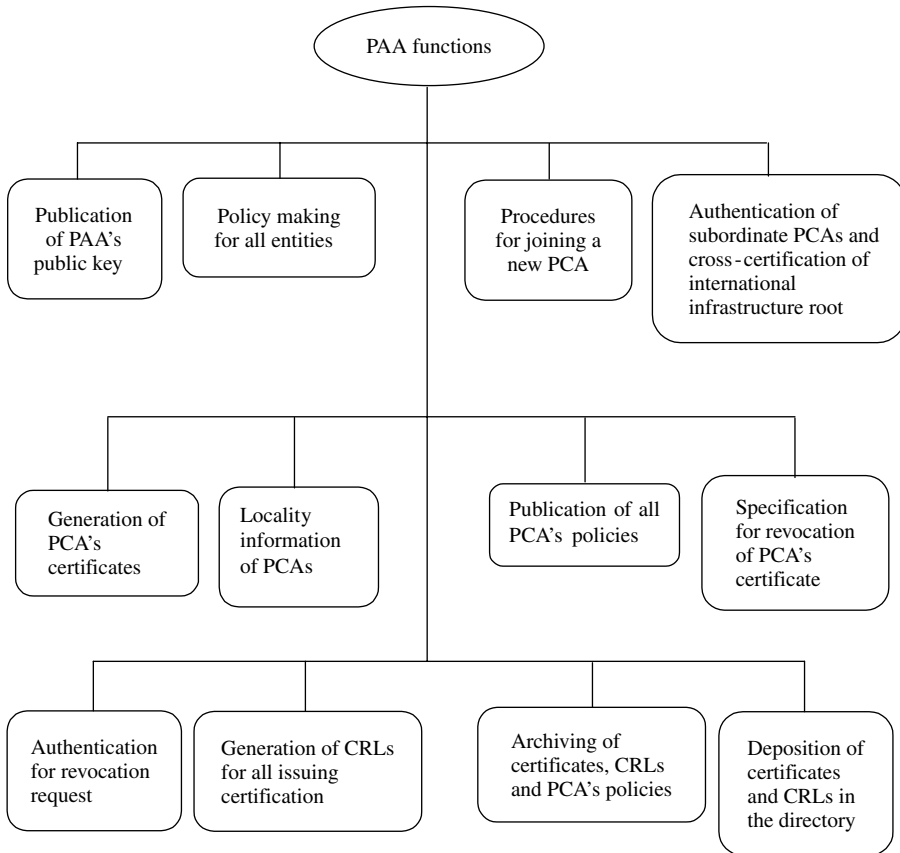 PAA functions
Publication
of PAA's
public key
Policy making
for all entities
Procedures
for joining a
new PCA
Authentication of
subordinate PCAs and
cross-certification of
international
infrastructure root
Generation of
PCA's
certificates
Locality
information
of PCAs
Publication of all
PCA's policies
Specification
for revocation
of PCA's
certificate
Authentication
for revocation
request
Generation of CRLs
for all issuing
certification
Archiving of
certificates, CRLs
and PCA's policies
Deposition of
certificates
and CRLs in
the directory